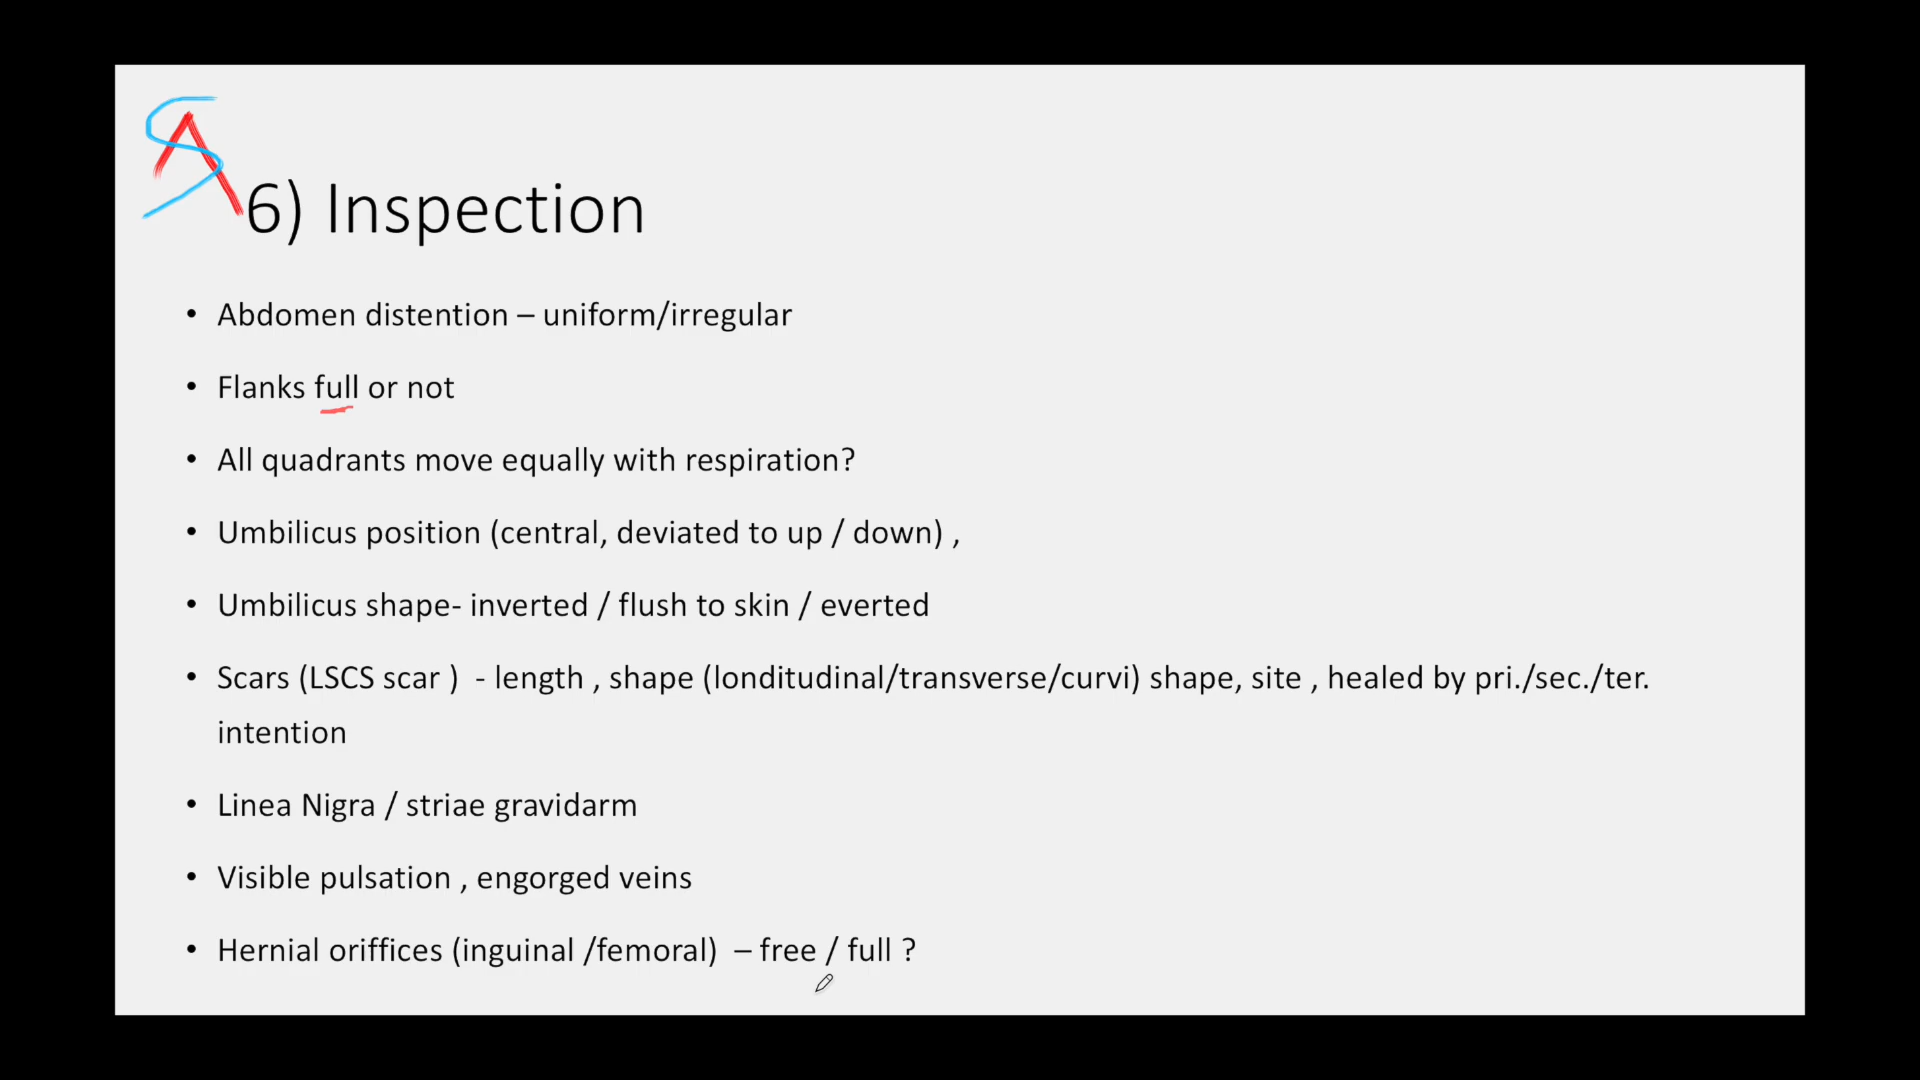 SA
6) Inspection
• Abdomen distention – uniform/irregular
• Flanks full or not
• All quadrants move equally with respiration?
• Umbilicus position (central, deviated to up / down) ,
• Umbilicus shape- inverted / flush to skin / everted
• Scars (LSCS scar ) - length , shape (londitudinal/transverse/curvi) shape, site , healed by pri./sec./ter.
intention
• Linea Nigra / striae gravidarm
• Visible pulsation , engorged veins
• Hernial oriffices (inguinal /femoral) – free / full ?